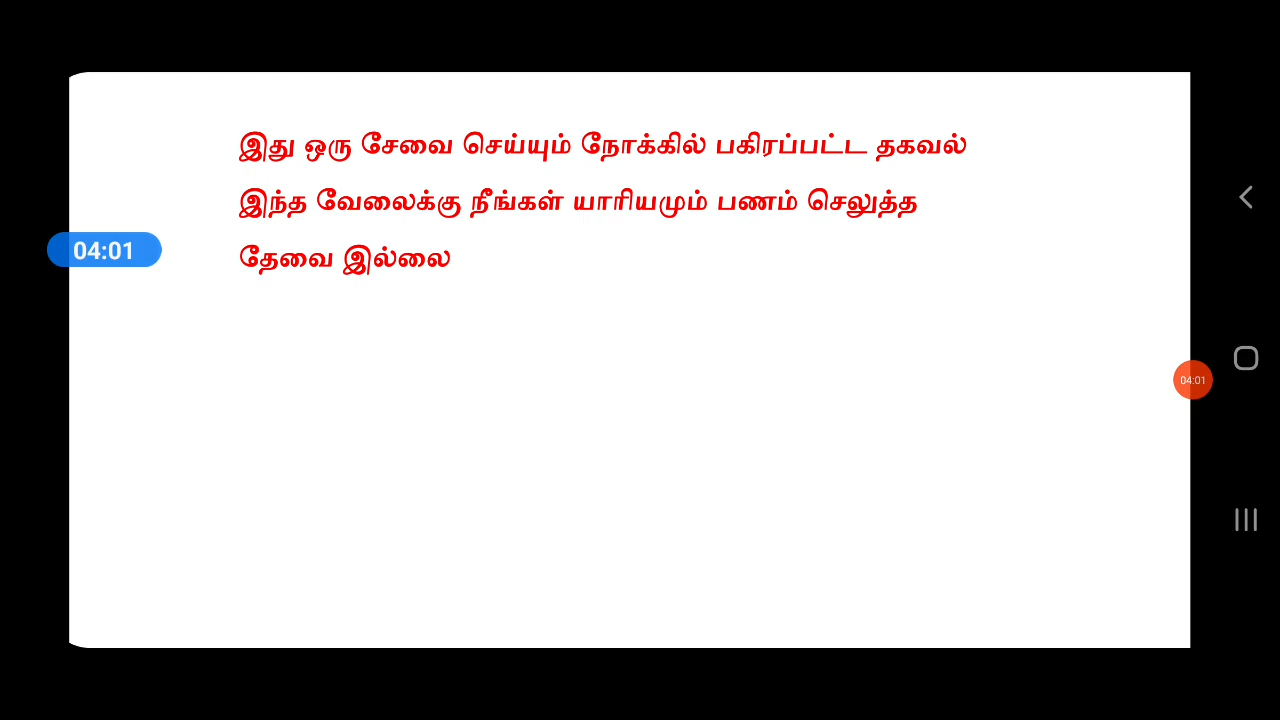 இது ஒரு சேவை செய்யும் நோக்கில் பகிரப்பட்ட தகவல்
இந்த வேலைக்கு நீங்கள் யாரியமும் பணம் செலுத்த
04:01
தேவை இல்லை
04:01